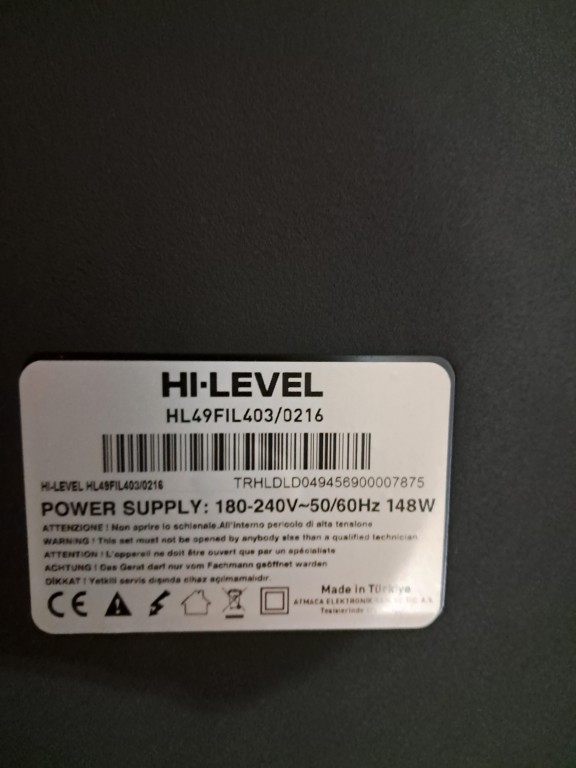 HI-LEVEL
HL49FIL403/0216
HI-LEVEL HL49FIL403/0216 TRHLDLD049456900007875
POWER SUPPLY: 180-240V~50/60Hz 148W
ATTENZIONE ! Non aprire lo schienale.All'interno pericolo di alta tensione
WARNING ! This set must not be opened by anybody else than a qualified technician
ATTENTION ! L'appareil ne doit être ouvert que par un spécialiste
ACHTUNG ! Das Gerat darf nur vom Fachmann geöffnet warden
DİKKAT ! Yetkili servis dışında cihaz açılmamalıdır.
CE
Made in Türkiye
ATMACA ELEKTRONİK
Tesislerinde